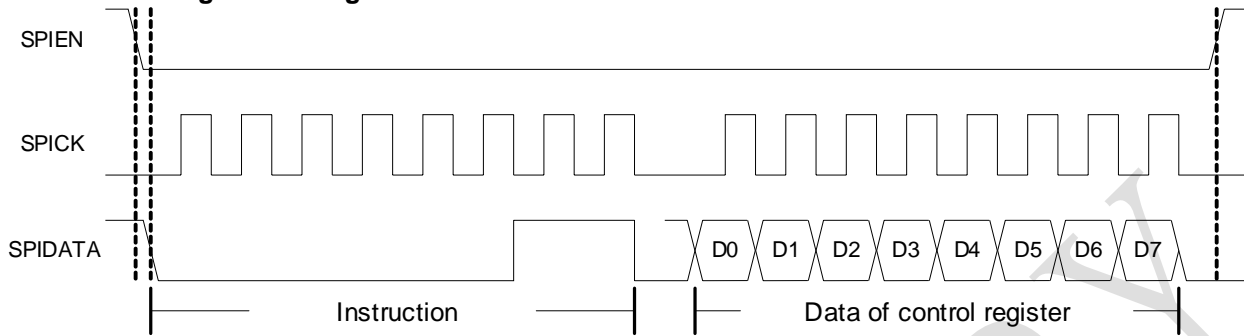 SPIEN
SPICK
SPIDATA
D0 D1 D2 D3 D4 D5 D6 D7
Instruction
Data of control register